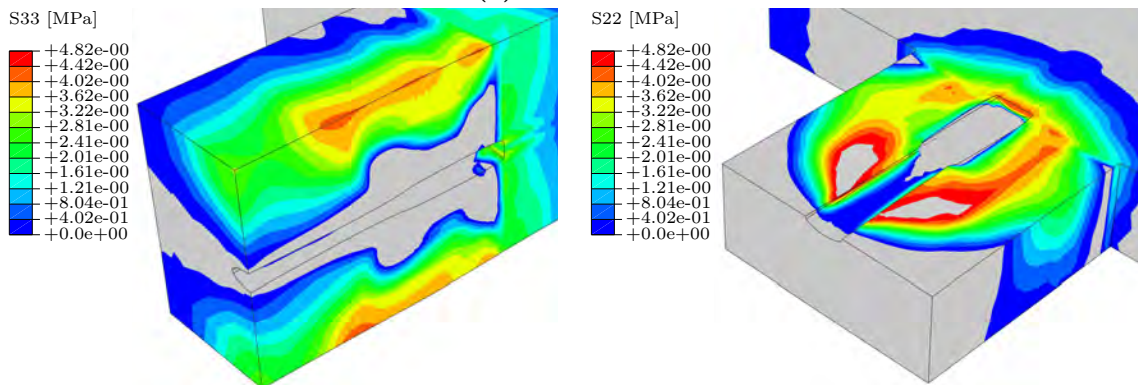 S33 [MPa]
+4.82e-00
+4.42e-00
+4.02e-00
+3.62e-00
+3.22e-00
+2.81e-00
+2.41e-00
+2.01e-00
+1.61e-00
+1.21e-00
+8.04e-01
+4.02e-01
+0.0e+00
S22 [MPa]
+4.82e-00
+4.42e-00
+4.02e-00
+3.62e-00
+3.22e-00
+2.81e-00
+2.41e-00
+2.01e-00
+1.61e-00
+1.21e-00
+8.04e-01
+4.02e-01
+0.0e+00